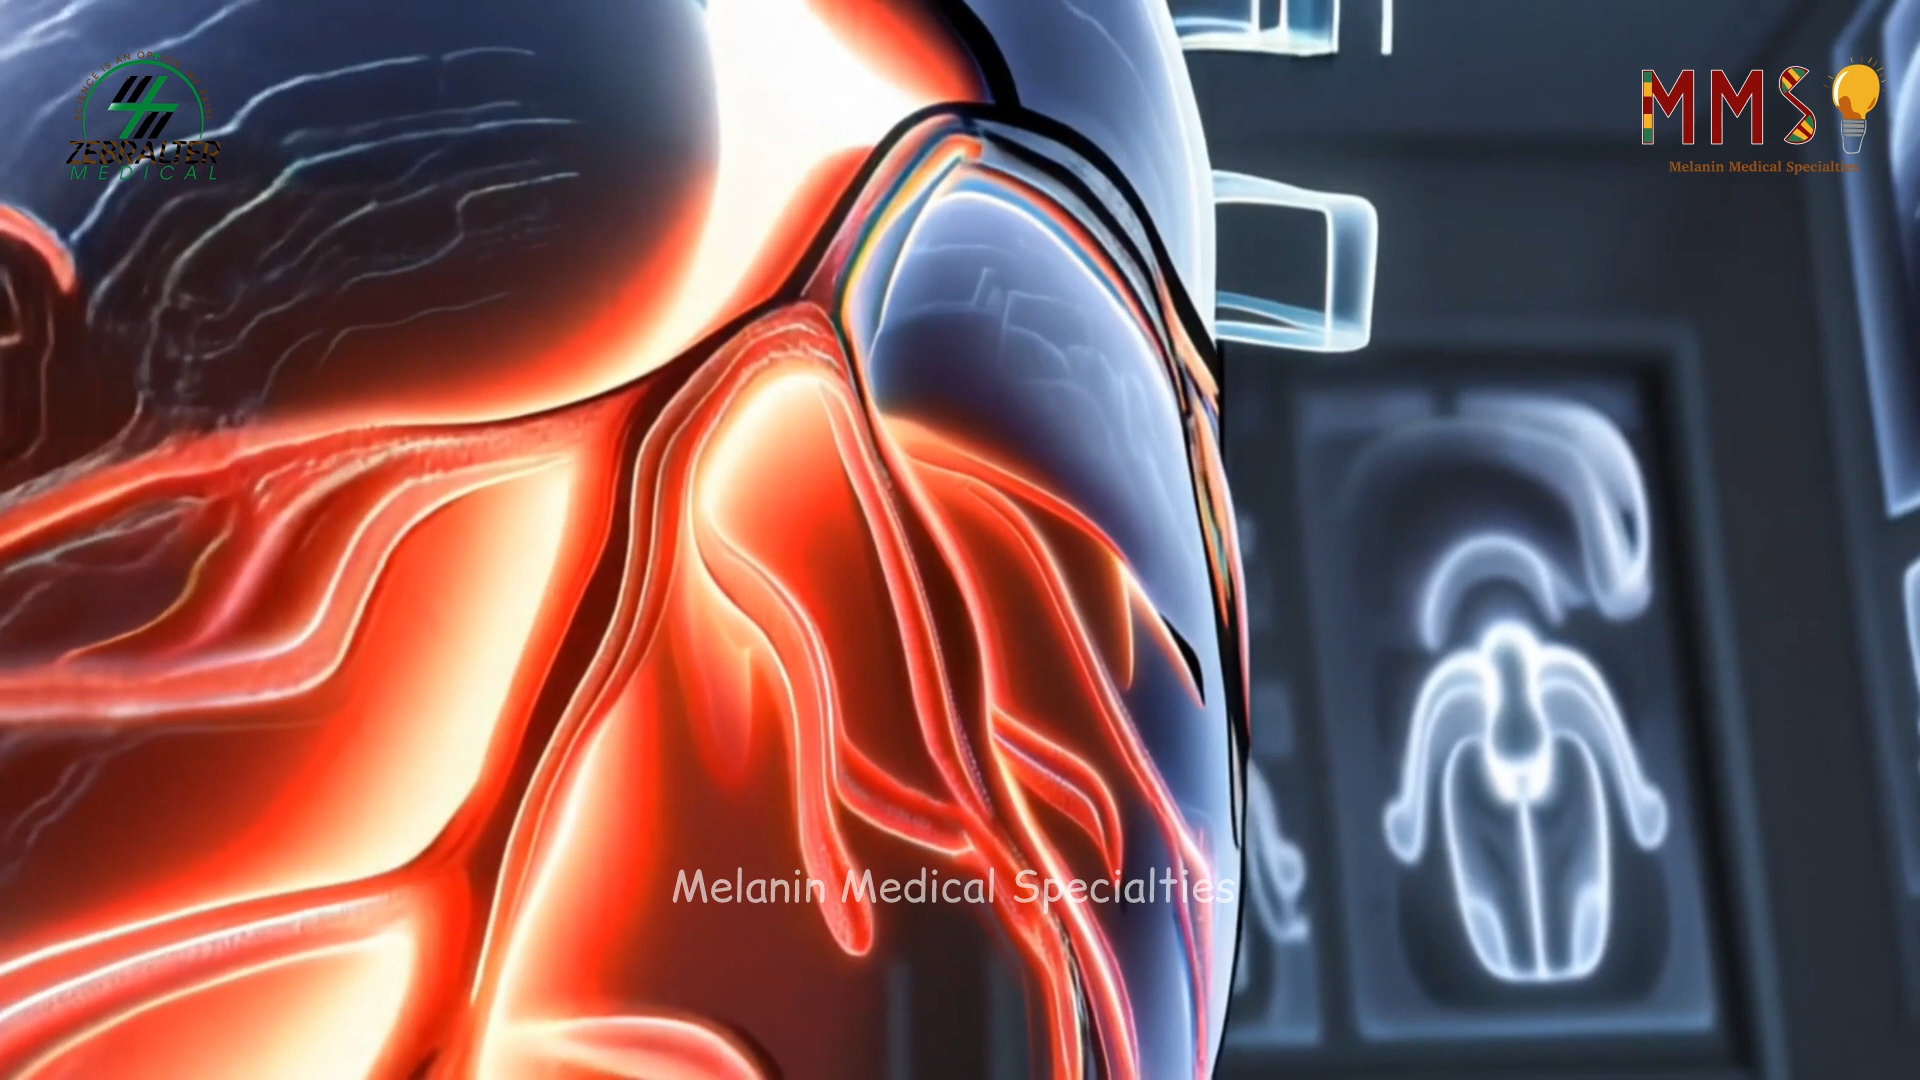 ZEBRALTER
MEDICAL
MMS
Melanin Medical Specialties
Melanin Medical Specialties